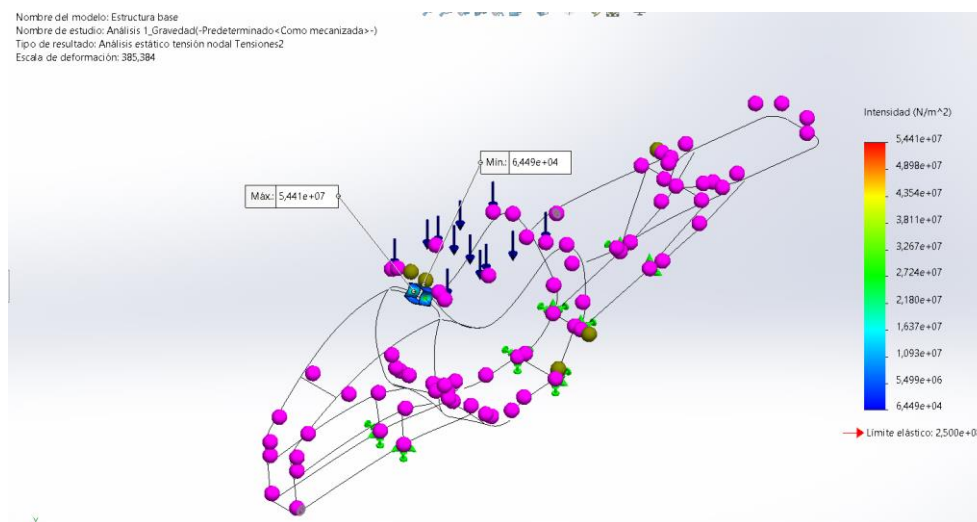 Nombre del modelo: Estructura base
Nombre de estudio: Análisis 1_Gravedad(-Predeterminado<Como mecanizada>-)
Tipo de resultado: Análisis estático tensión nodal Tensiones2
Escala de deformación: 385,384
Intensidad (N/m^2)
5,441e+07
4,898e+07
4,354e+07
3,811e+07
3,267e+07
2,724e+07
2,180e+07
1,637e+07
1,093e+07
5,499e+06
6,449e+04
Límite elástico: 2,500e+0
Mín.: 6,449e+04
Máx.: 5,441e+07
Y